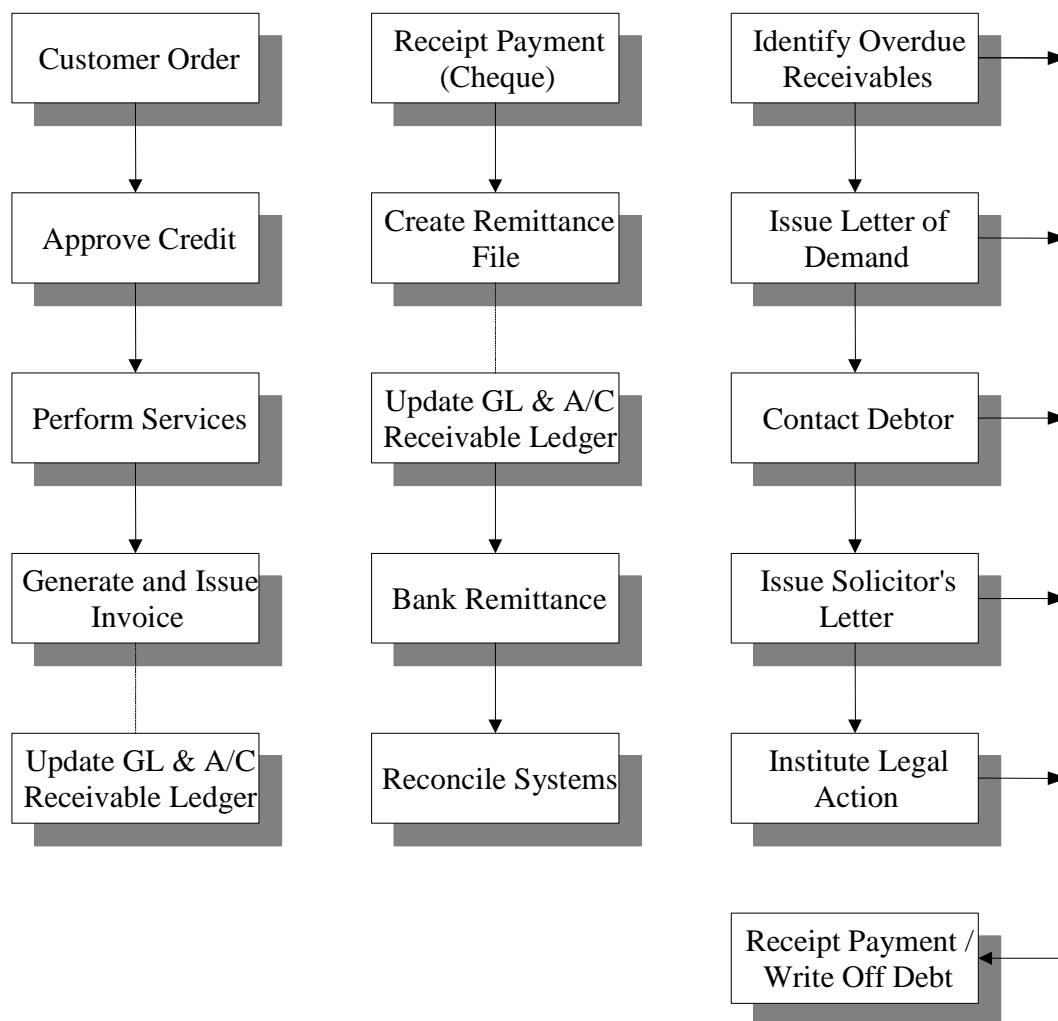 Customer Order
Approve Credit
Perform Services
Generate and Issue
Invoice
Update GL & A/C
Receivable Ledger
Receipt Payment
(Cheque)
Create Remittance
File
Update GL & A/C
Receivable Ledger
Bank Remittance
Reconcile Systems
Identify Overdue
Receivables
Issue Letter of
Demand
Contact Debtor
Issue Solicitor's
Letter
Institute Legal
Action
Receipt Payment /
Write Off Debt